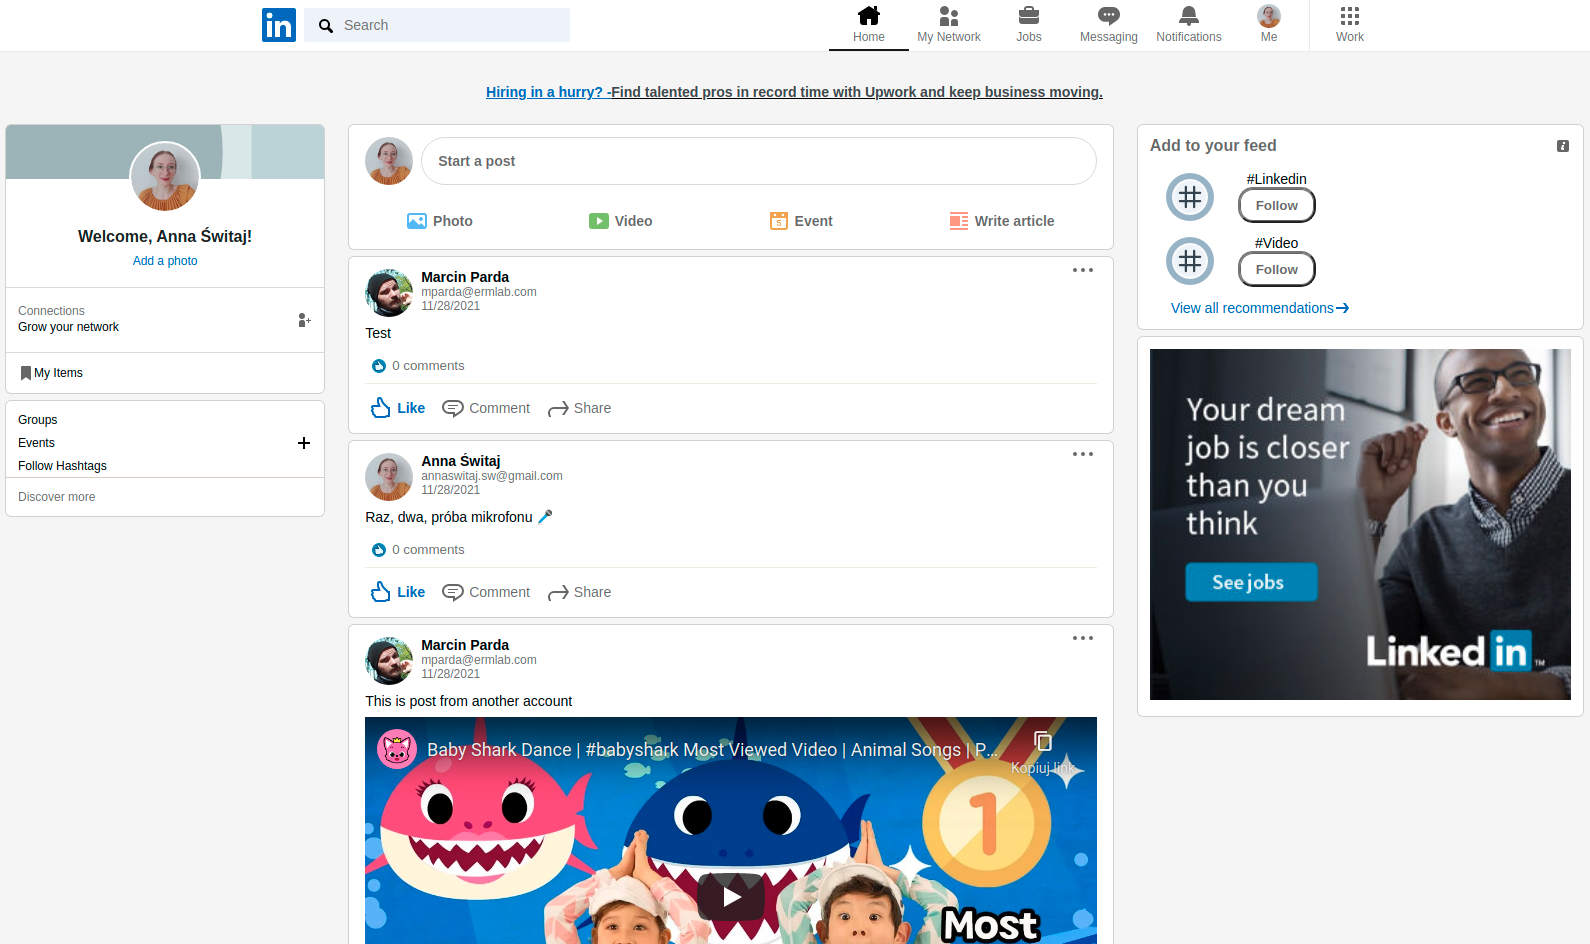 in
Search
Home
My Network
Jobs
Messaging
Notifications
Me
Work
Hiring in a hurry? -Find talented pros in record time with Upwork and keep business moving.
Welcome, Anna Świtaj!
Add a photo
Connections
Grow your network
My Items
Groups
Events
Follow Hashtags
Discover more
Start a post
Photo
Video
5
Event
Write article
Marcin Parda
mparda@ermlab.com
11/28/2021
Test
0 comments
Like
Comment
Share
Anna Świtaj
annaswitaj.sw@gmail.com
11/28/2021
Raz, dwa, próba mikrofonu 🎤
0 comments
Like
Comment
Share
Marcin Parda
mparda@ermlab.com
11/28/2021
This is post from another account
Baby Shark Dance | #babyshark Most Viewed Video | Animal Songs | P...
Kopiuj link
1
Most
Add to your feed
#Linkedin
Follow
#Video
Follow
View all recommendations
Your dream
job is closer
than you
think
See jobs
Linked in ™